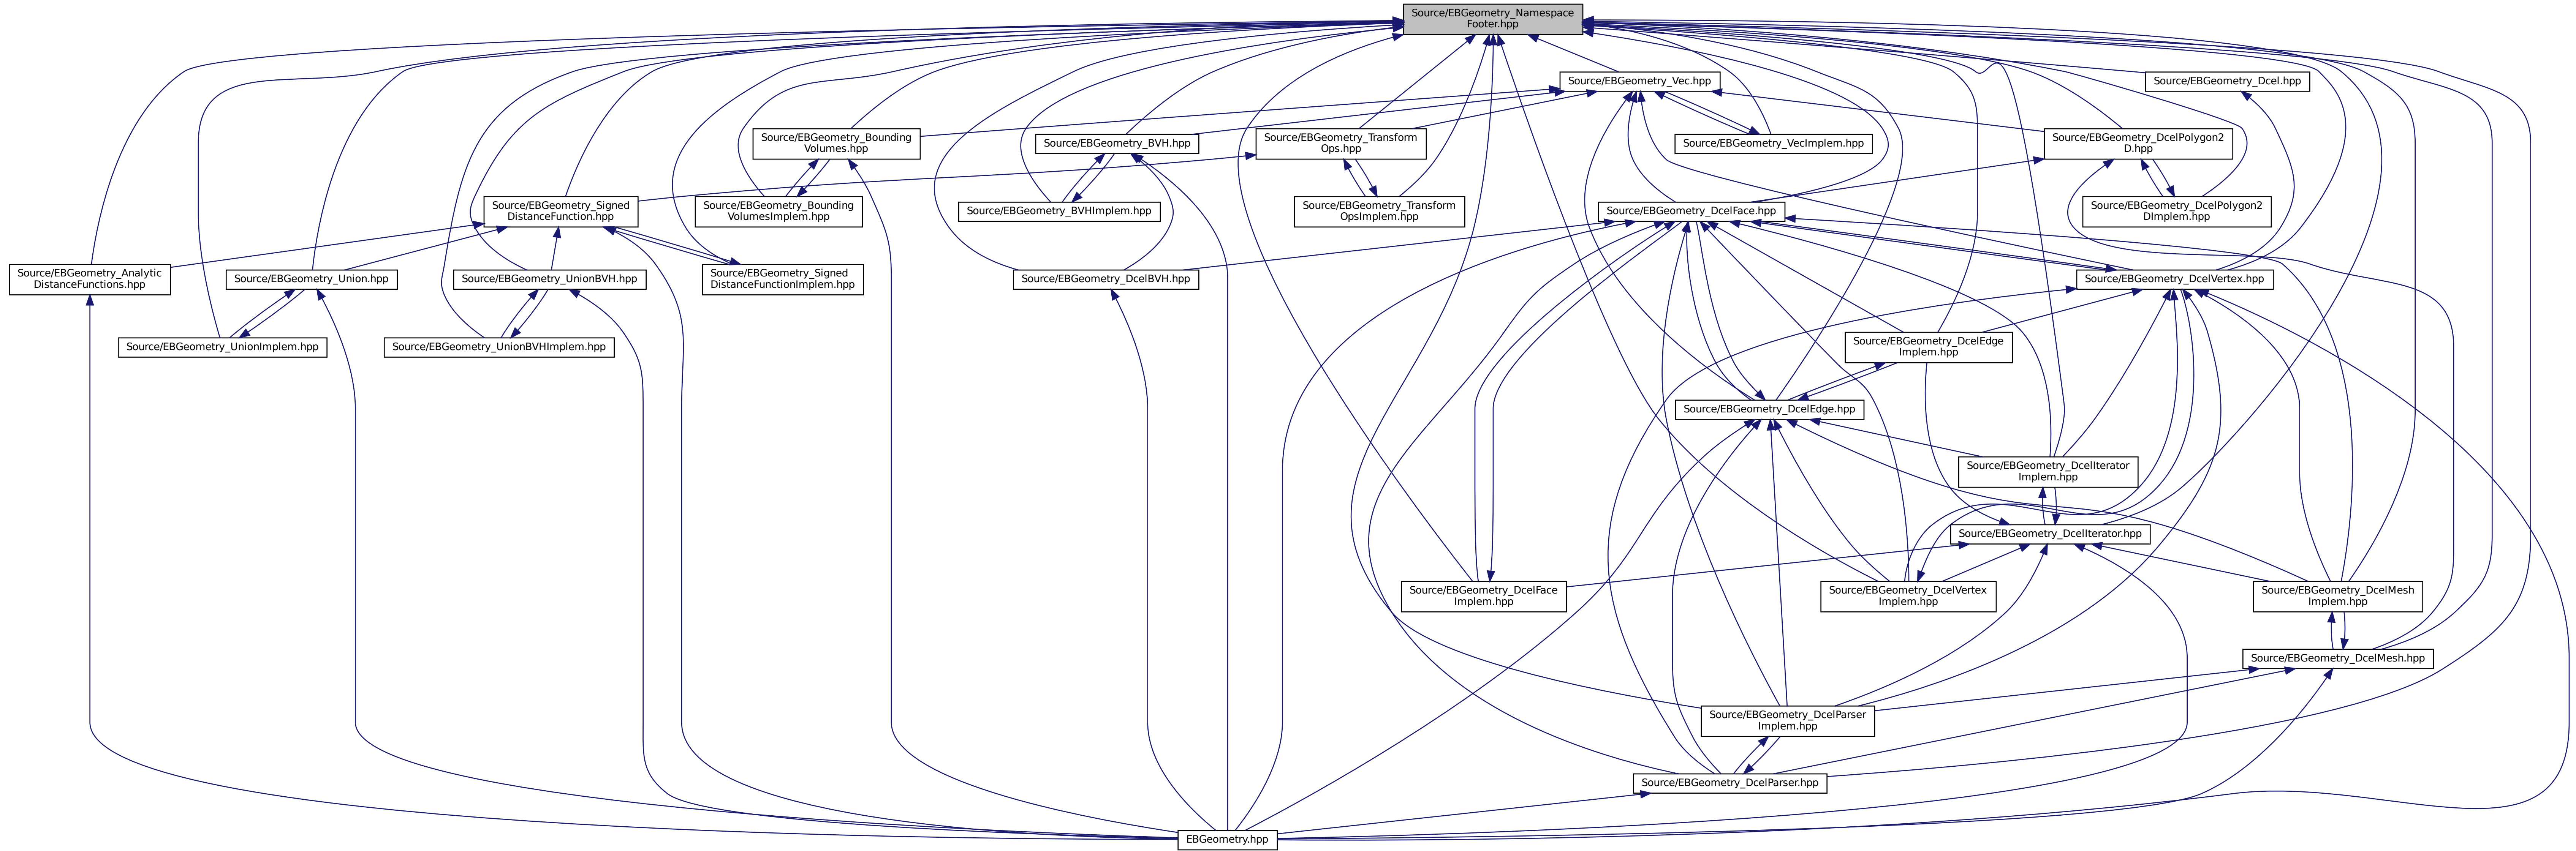 Source/EBGeometry_Namespace
Footer.hpp
Source/EBGeometry_Vec.hpp
Source/EBGeometry_Dcel.hpp
Source/EBGeometry_Bounding
Volumes.hpp
Source/EBGeometry_BVH.hpp
Source/EBGeometry_Transform
Ops.hpp
Source/EBGeometry_VecImplem.hpp
Source/EBGeometry_DcelPolygon2
D.hpp
Source/EBGeometry_Signed
DistanceFunction.hpp
Source/EBGeometry_Bounding
VolumesImplem.hpp
Source/EBGeometry_BVHImplem.hpp
Source/EBGeometry_Transform
OpsImplem.hpp
Source/EBGeometry_DcelFace.hpp
Source/EBGeometry_DcelPolygon2
DImplem.hpp
Source/EBGeometry_Analytic
DistanceFunctions.hpp
Source/EBGeometry_Union.hpp
Source/EBGeometry_UnionBVH.hpp
Source/EBGeometry_Signed
DistanceFunctionImplem.hpp
Source/EBGeometry_DcelBVH.hpp
Source/EBGeometry_DcelVertex.hpp
Source/EBGeometry_UnionImplem.hpp
Source/EBGeometry_UnionBVHImplem.hpp
Source/EBGeometry_DcelEdge
Implem.hpp
Source/EBGeometry_DcelEdge.hpp
Source/EBGeometry_DcelIterator
Implem.hpp
Source/EBGeometry_DcelIterator.hpp
Source/EBGeometry_DcelFace
Implem.hpp
Source/EBGeometry_DcelVertex
Implem.hpp
Source/EBGeometry_DcelMesh
Implem.hpp
Source/EBGeometry_DcelMesh.hpp
Source/EBGeometry_DcelParser
Implem.hpp
Source/EBGeometry_DcelParser.hpp
EBGeometry.hpp